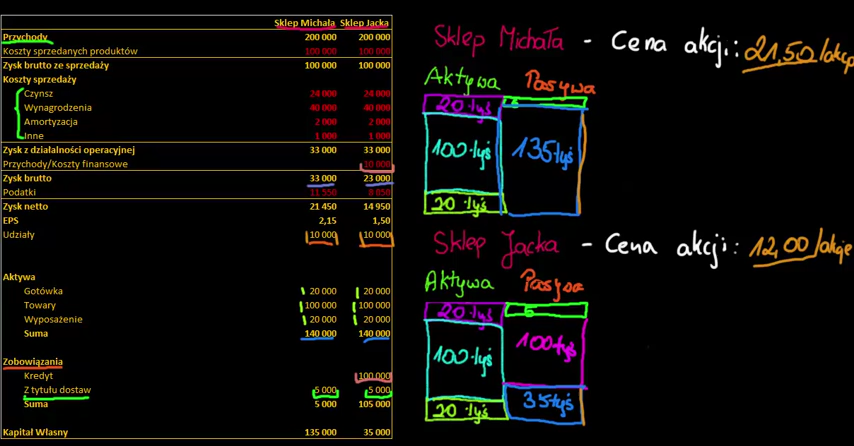 Sklep Michała Sklep Jacka
Przychody 200 000 200 000
Koszty sprzedanych produktów 100 000 100 000
Zysk brutto ze sprzedaży 100 000 100 000
Koszty sprzedaży
Czynsz 24 000 24 000
Wynagrodzenia 40 000 40 000
Amortyzacja 2 000 2 000
Inne 1 000 1 000
Zysk z działalności operacyjnej 33 000 33 000
Przychody/Koszty finansowe 10 000
Zysk brutto 33 000 23 000
Podatki 11 550 8 050
Zysk netto 21 450 14 950
EPS 2,15 1,50
Udziały 10 000 10 000
Aktywa
Gotówka 20 000 20 000
Towary 100 000 100 000
Wyposażenie 20 000 20 000
Suma 140 000 140 000
Zobowiązania
Kredyt 100 000
Z tytułu dostaw 5 000 5 000
Suma 5 000 105 000
Kapitał Własny 135 000 35 000
Sklep Michała - Cena akcji: 21,50/akcję
Aktywa Pasywa
20 tyś 5
100 tyś 135 tyś
20 tyś
Sklep Jacka - Cena akcji: 12,00/akcję
Aktywa Pasywa
20 tyś 5
100 tyś 100 tyś
20 tyś 35 tyś